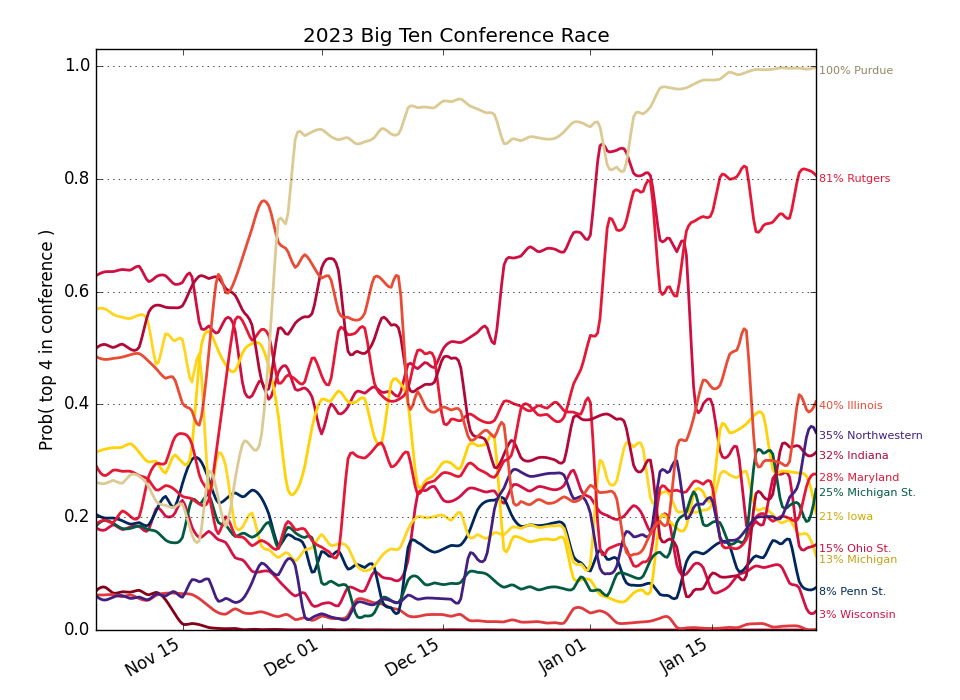 2023 Big Ten Conference Race
Prob( top 4 in conference )
1.0
0.8
0.6
0.4
0.2
0.0
Nov 15
Dec 01
Dec 15
Jan 01
Jan 15
100% Purdue
81% Rutgers
40% Illinois
35% Northwestern
32% Indiana
28% Maryland
25% Michigan St.
21% Iowa
15% Ohio St.
13% Michigan
8% Penn St.
3% Wisconsin